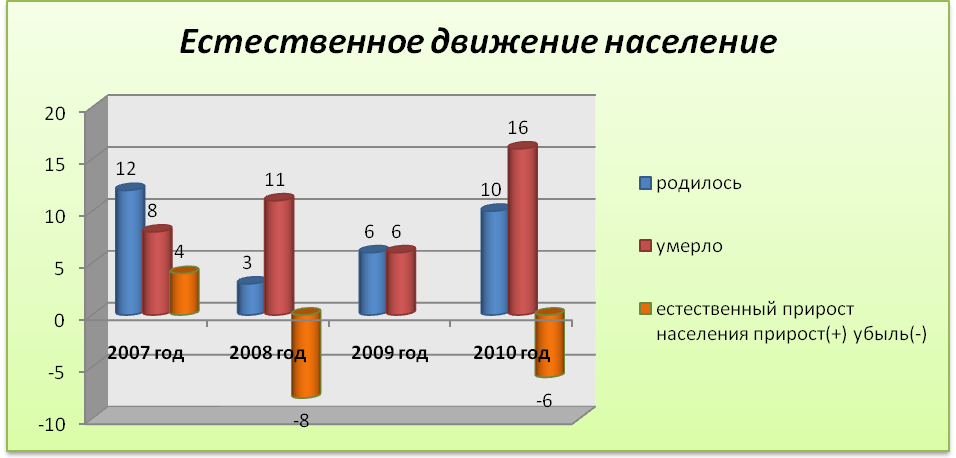 Естественное движение население
20
15
10
5
0
-5
-10
12
8
4
3
11
-8
6
6
10
16
-6
2007 год
2008 год
2009 год
2010 год
родилось
умерло
естественный прирост
населения прирост(+) убыль(-)